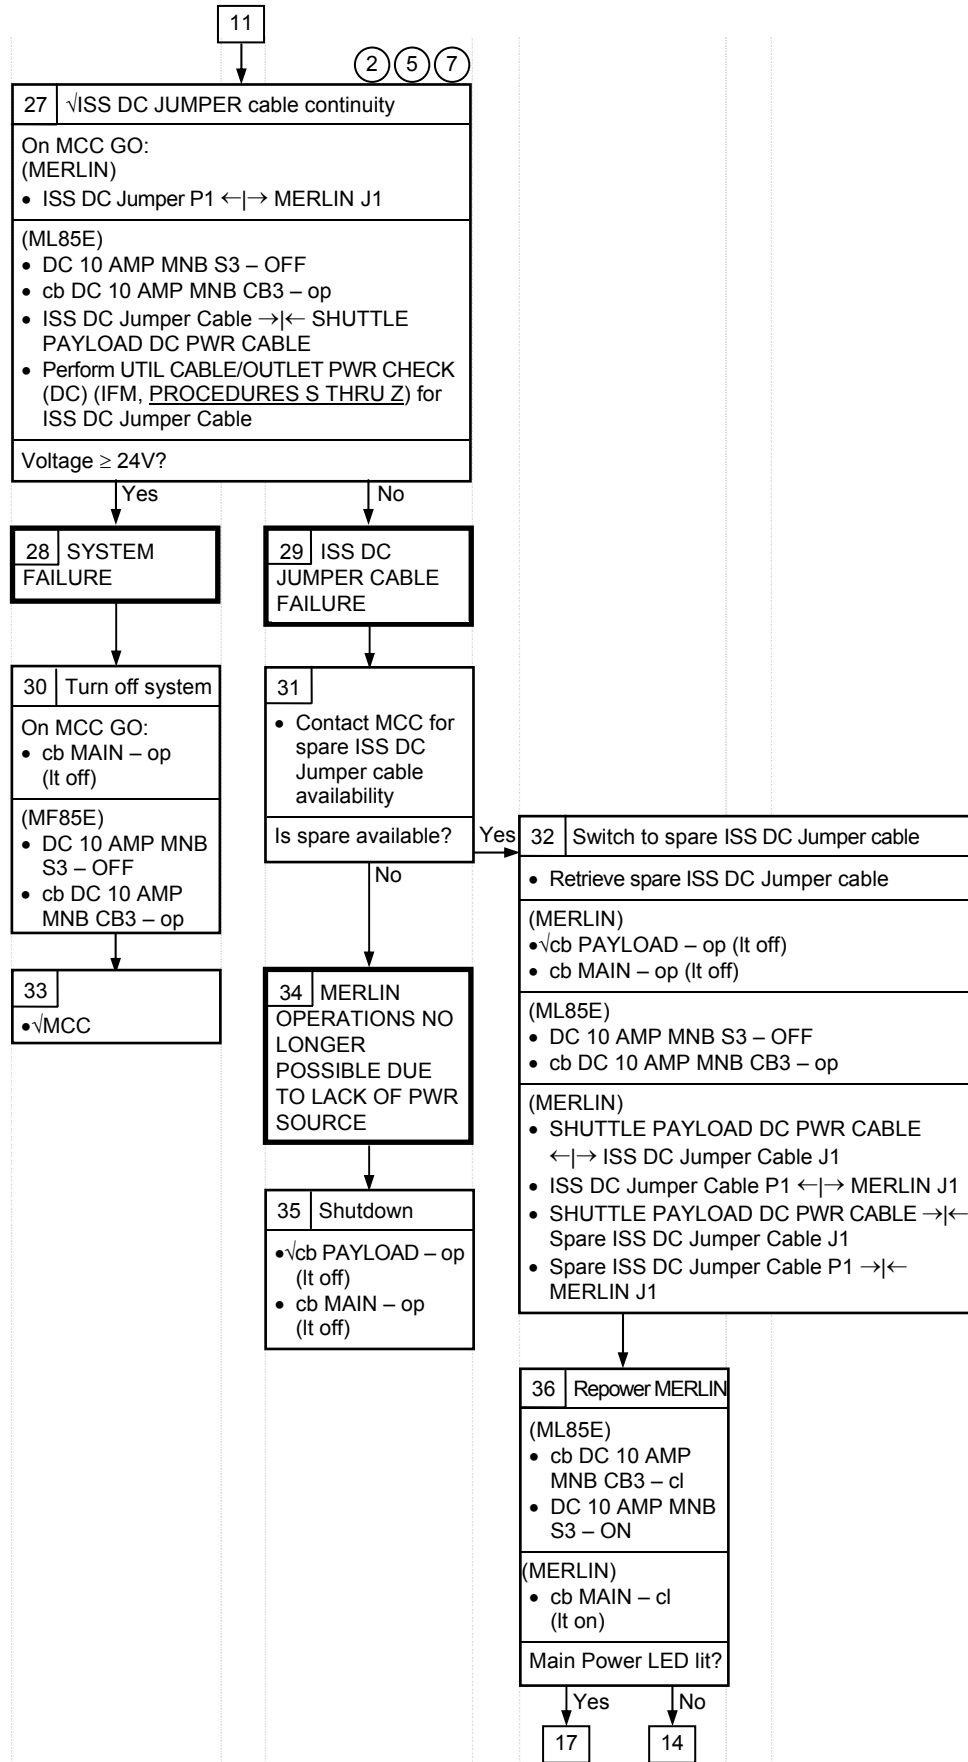 11
2 5 7
27 √ISS DC JUMPER cable continuity
On MCC GO:
(MERLIN)
• ISS DC Jumper P1 ←|→ MERLIN J1
(ML85E)
• DC 10 AMP MNB S3 – OFF
• cb DC 10 AMP MNB CB3 – op
• ISS DC Jumper Cable →|← SHUTTLE
PAYLOAD DC PWR CABLE
• Perform UTIL CABLE/OUTLET PWR CHECK
(DC) (IFM, PROCEDURES S THRU Z) for
ISS DC Jumper Cable
Voltage ≥ 24V?
Yes
No
28 SYSTEM
FAILURE
29 ISS DC
JUMPER CABLE
FAILURE
30 Turn off system
On MCC GO:
• cb MAIN – op
(lt off)
(MF85E)
• DC 10 AMP MNB
S3 – OFF
• cb DC 10 AMP
MNB CB3 – op
31
• Contact MCC for
spare ISS DC
Jumper cable
availability
Is spare available?
Yes
No
32 Switch to spare ISS DC Jumper cable
• Retrieve spare ISS DC Jumper cable
(MERLIN)
•√cb PAYLOAD – op (lt off)
• cb MAIN – op (lt off)
(ML85E)
• DC 10 AMP MNB S3 – OFF
• cb DC 10 AMP MNB CB3 – op
(MERLIN)
• SHUTTLE PAYLOAD DC PWR CABLE
←|→ ISS DC Jumper Cable J1
• ISS DC Jumper Cable P1 ←|→ MERLIN J1
• SHUTTLE PAYLOAD DC PWR CABLE →|←
Spare ISS DC Jumper Cable J1
• Spare ISS DC Jumper Cable P1 →|←
MERLIN J1
33
•√MCC
34 MERLIN
OPERATIONS NO
LONGER
POSSIBLE DUE
TO LACK OF PWR
SOURCE
35 Shutdown
•√cb PAYLOAD – op
(lt off)
• cb MAIN – op
(lt off)
36 Repower MERLIN
(ML85E)
• cb DC 10 AMP
MNB CB3 – cl
• DC 10 AMP MNB
S3 – ON
(MERLIN)
• cb MAIN – cl
(lt on)
Main Power LED lit?
Yes
No
17
14